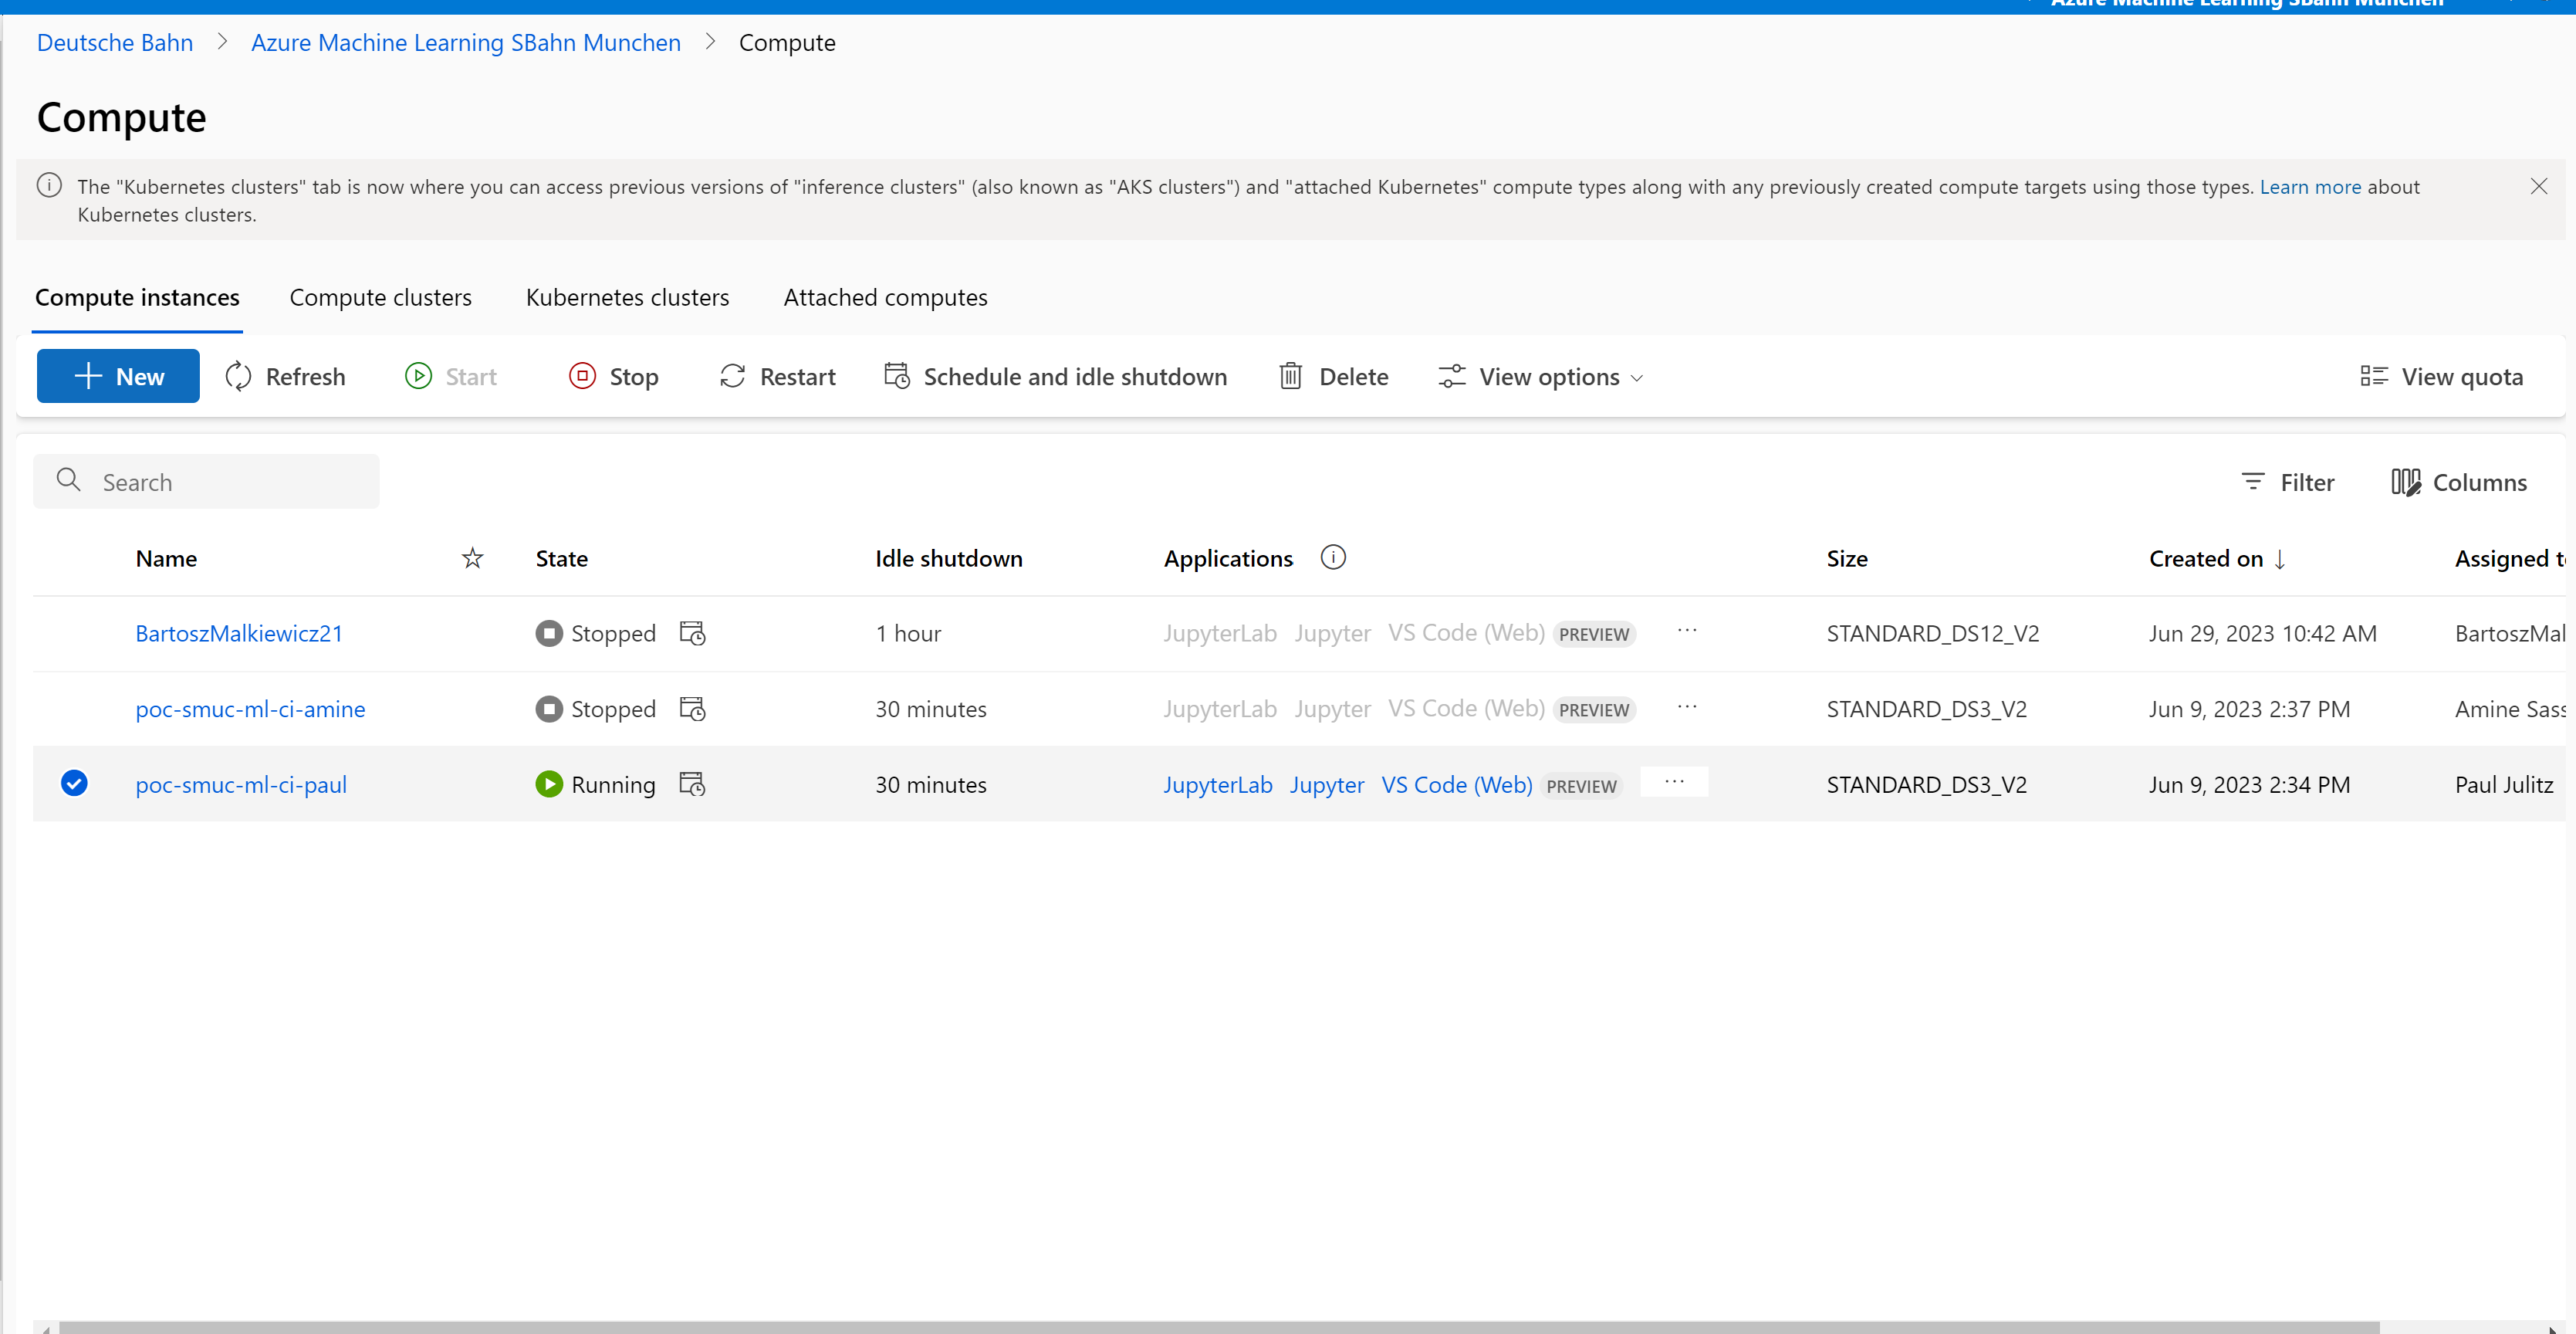 Azure Machine Learning SBahn Munchen
Deutsche Bahn > Azure Machine Learning SBahn Munchen > Compute
Compute
The "Kubernetes clusters" tab is now where you can access previous versions of "inference clusters" (also known as "AKS clusters") and "attached Kubernetes" compute types along with any previously created compute targets using those types. Learn more about
Kubernetes clusters.
Compute instances Compute clusters Kubernetes clusters Attached computes
New Refresh Start Stop Restart Schedule and idle shutdown Delete View options View quota
Search Filter Columns
Name State Idle shutdown Applications Size Created on ↓ Assigned t
BartoszMalkiewicz21 Stopped 1 hour JupyterLab Jupyter VS Code (Web) PREVIEW ... STANDARD_DS12_V2 Jun 29, 2023 10:42 AM BartoszMal
poc-smuc-ml-ci-amine Stopped 30 minutes JupyterLab Jupyter VS Code (Web) PREVIEW ... STANDARD_DS3_V2 Jun 9, 2023 2:37 PM Amine Sass
poc-smuc-ml-ci-paul Running 30 minutes JupyterLab Jupyter VS Code (Web) PREVIEW ... STANDARD_DS3_V2 Jun 9, 2023 2:34 PM Paul Julitz